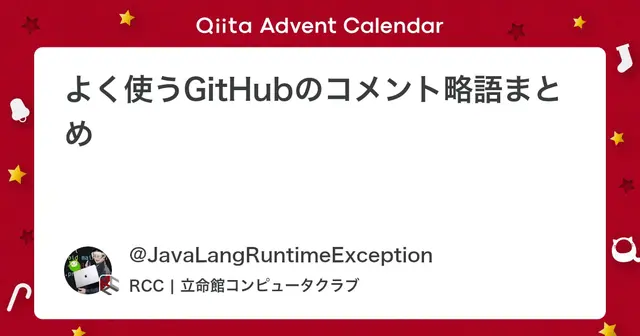 Qiita Advent Calendar
よく使うGitHubのコメント略語まと
め
@JavaLangRuntimeException
RCC | 立命館コンピュータクラブ